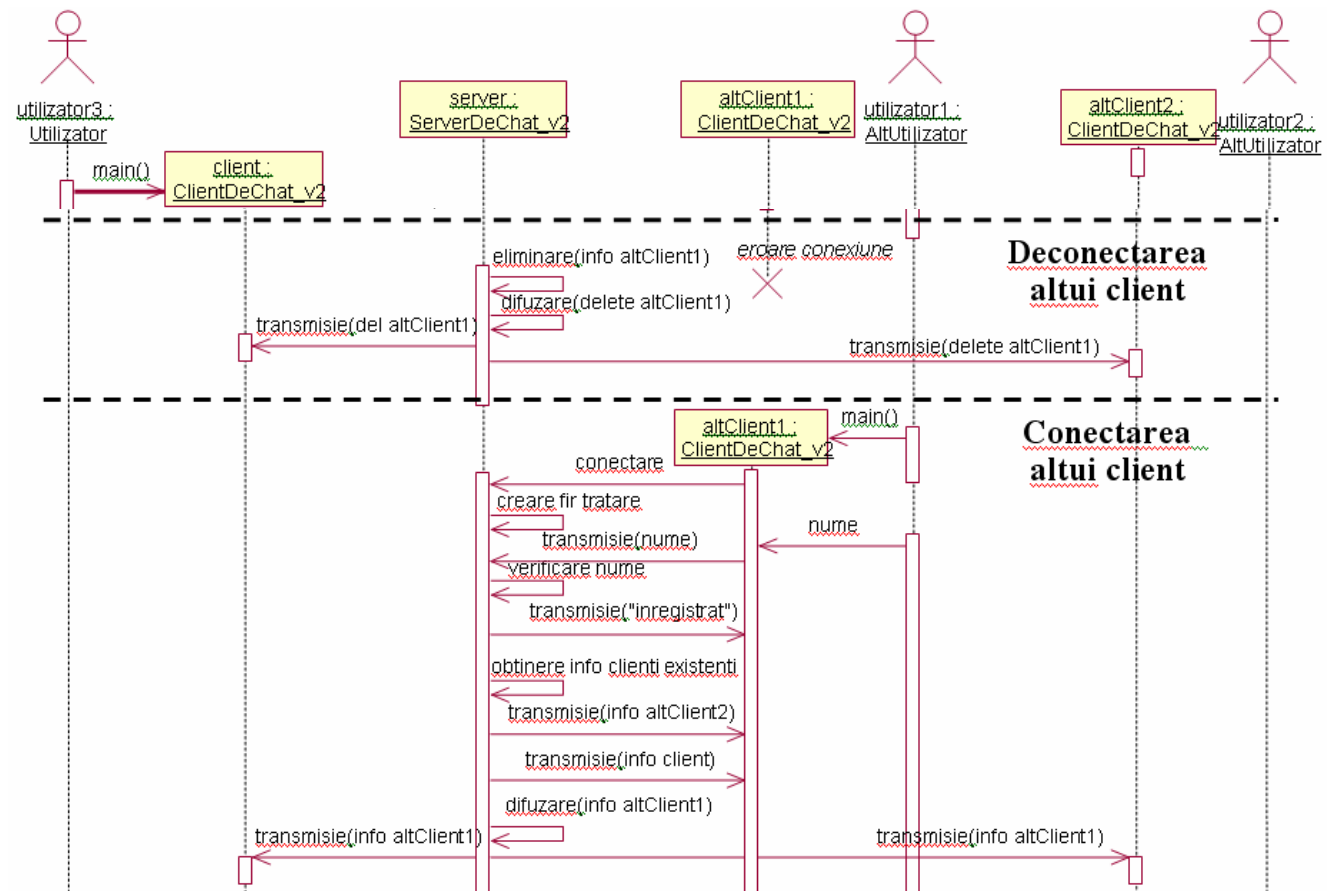 utilizator3 :
Utilizator
server :
ServerDeChat_v2
altClient1 :
ClientDeChat_v2
utilizator1 :
AltUtilizator
altClient2 :
ClientDeChat_v2
utilizator2 :
AltUtilizator
main()
client :
ClientDeChat_v2
eroare conexiune
Deconectarea
altui client
eliminare(info altClient1)
difuzare(delete altClient1)
transmisie(del altClient1)
transmisie(delete altClient1)
altClient1 :
ClientDeChat_v2
main()
Conectarea
altui client
conectare
creare fir tratare
nume
transmisie(nume)
verificare nume
transmisie("inregistrat")
obtinere info clienti existenti
transmisie(info altClient2)
transmisie(info client)
difuzare(info altClient1)
transmisie(info altClient1)
transmisie(info altClient1)